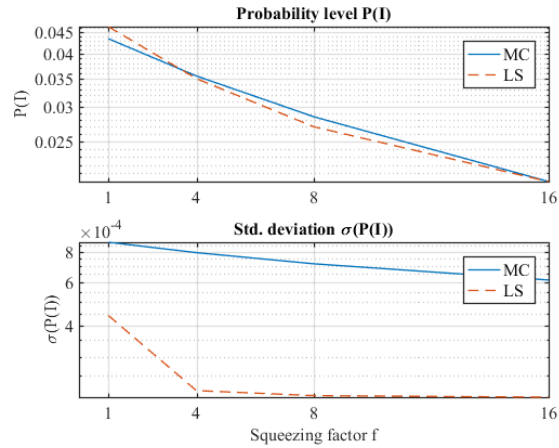 Probability level P(I)
0.045
0.04
0.035
0.03
0.025
P(I)
MC
LS
1
4
8
16
Std. deviation σ(P(I))
×10⁻⁴
8
6
4
σ(P(I))
MC
LS
1
4
8
16
Squeezing factor f